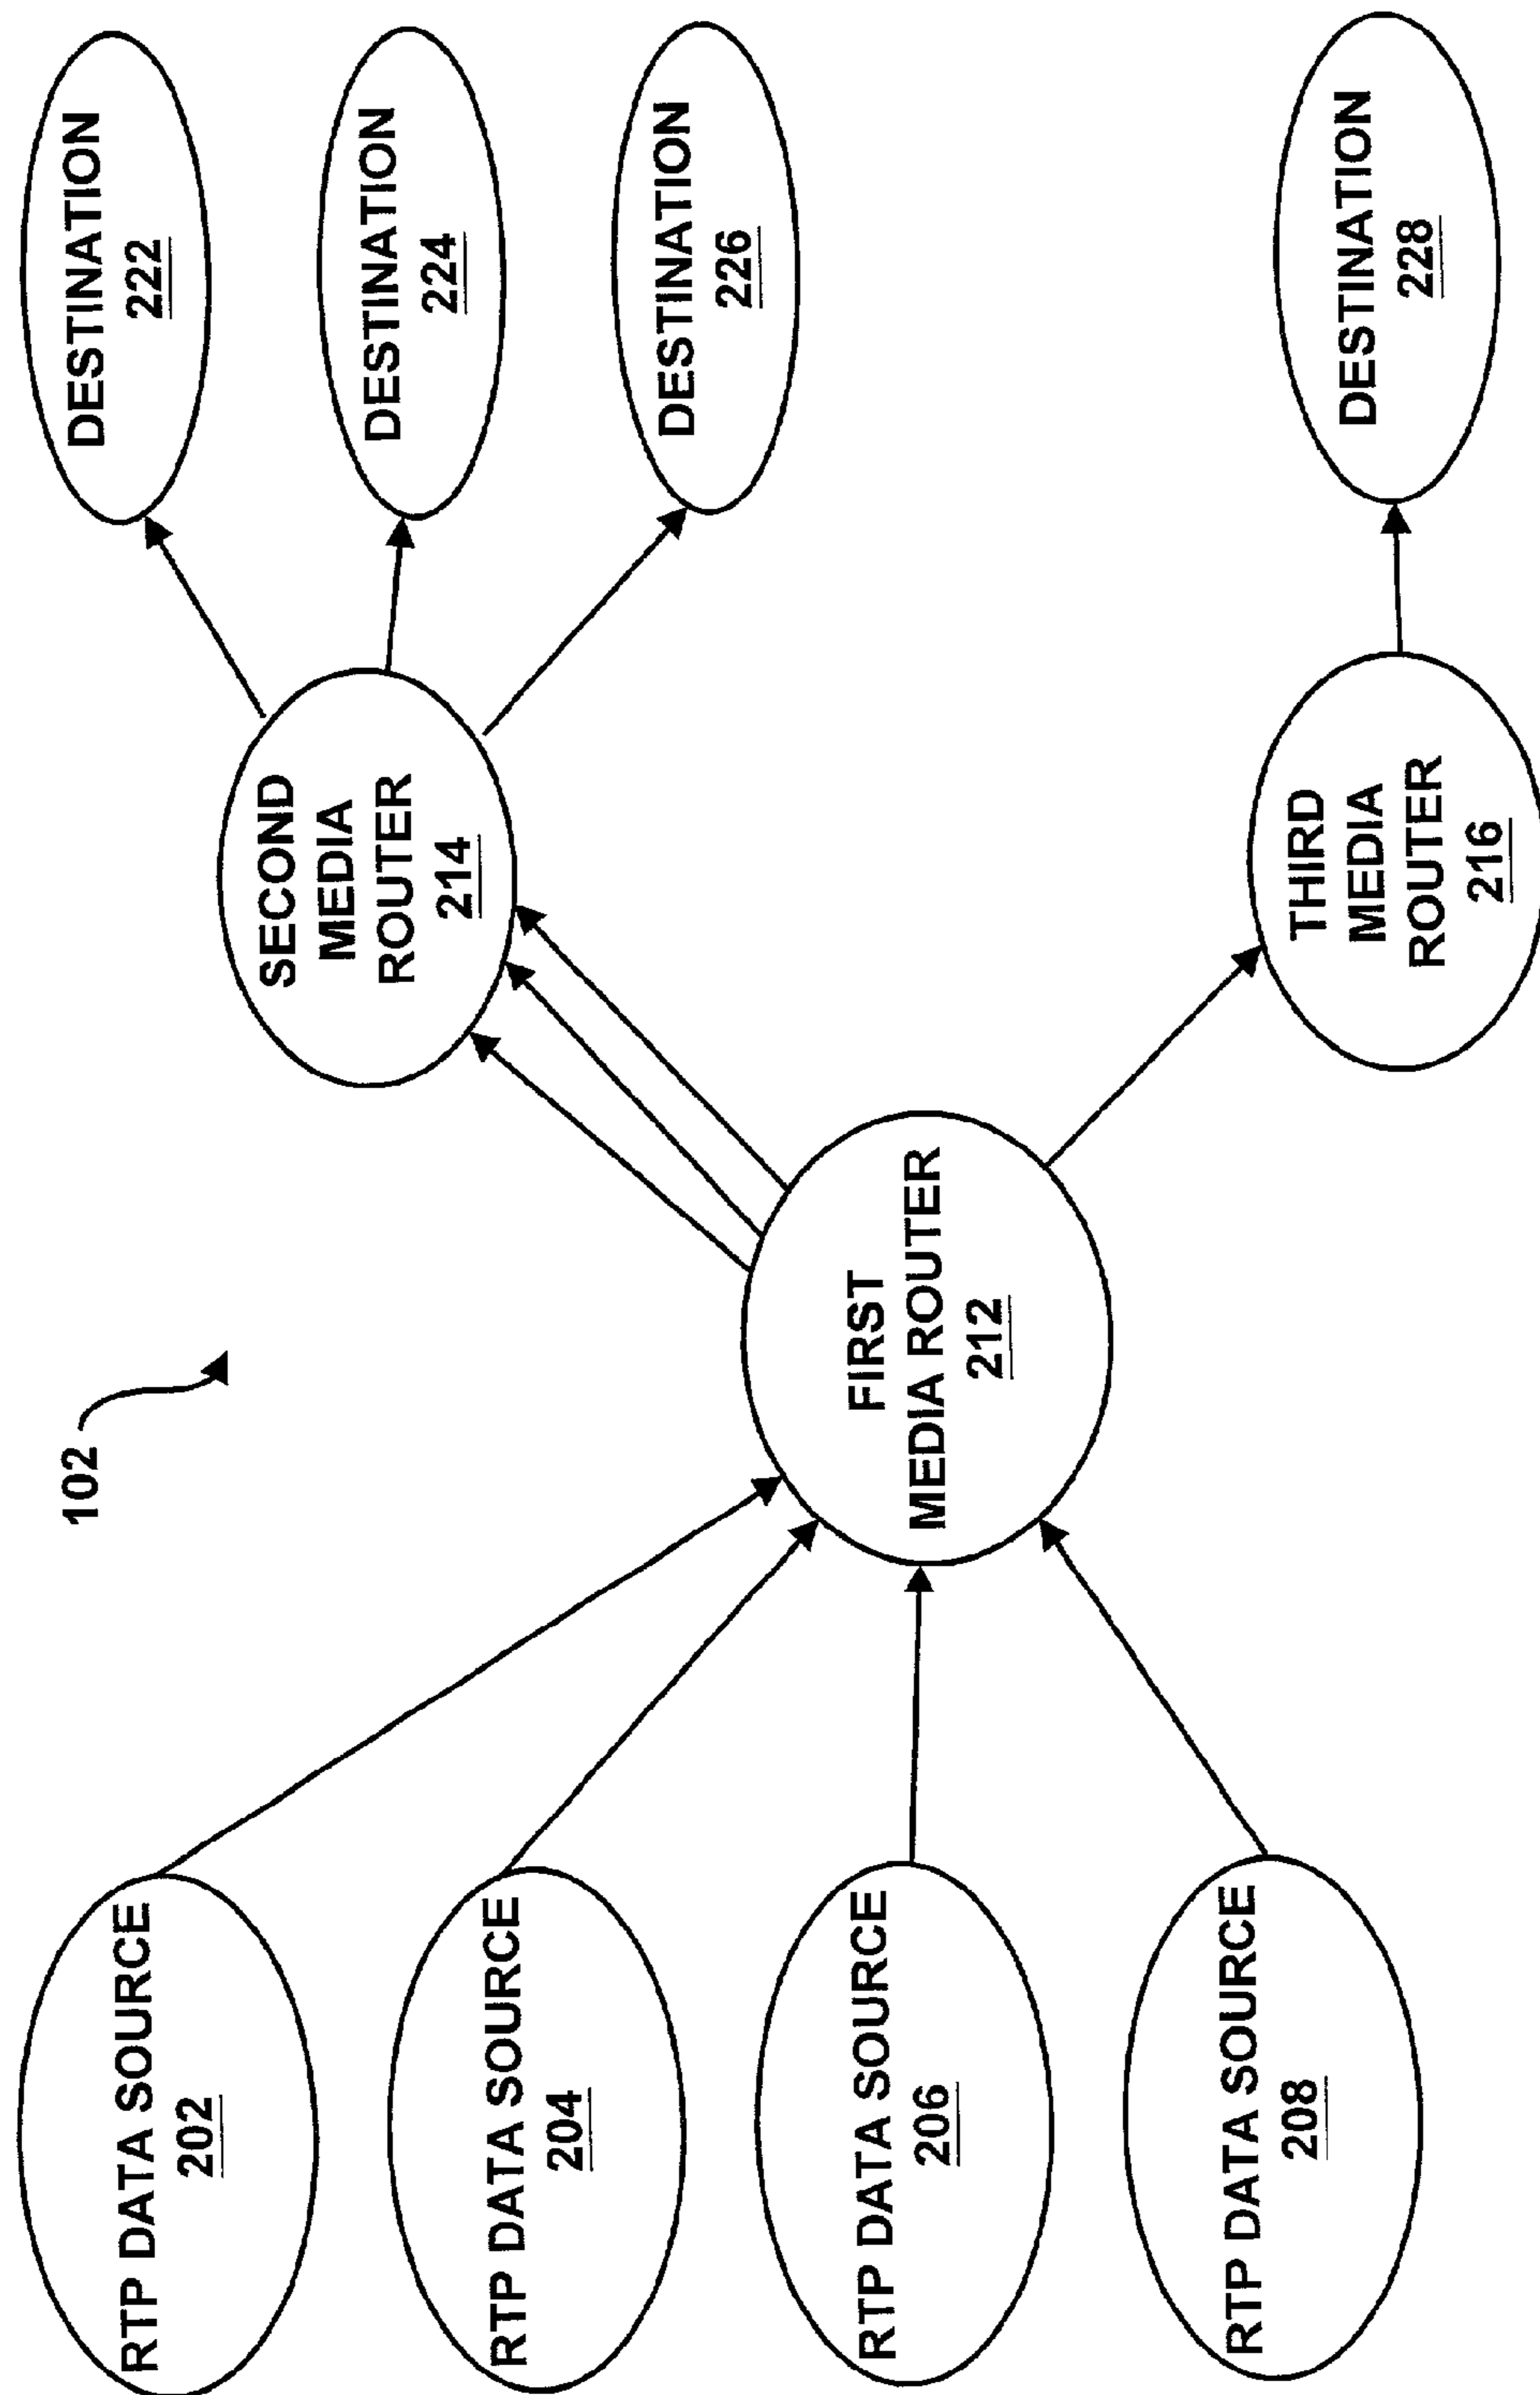 102
RTP DATA SOURCE
202
RTP DATA SOURCE
204
RTP DATA SOURCE
206
RTP DATA SOURCE
208
FIRST
MEDIA ROUTER
212
SECOND
MEDIA
ROUTER
214
THIRD
MEDIA
ROUTER
216
DESTINATION
222
DESTINATION
224
DESTINATION
226
DESTINATION
228